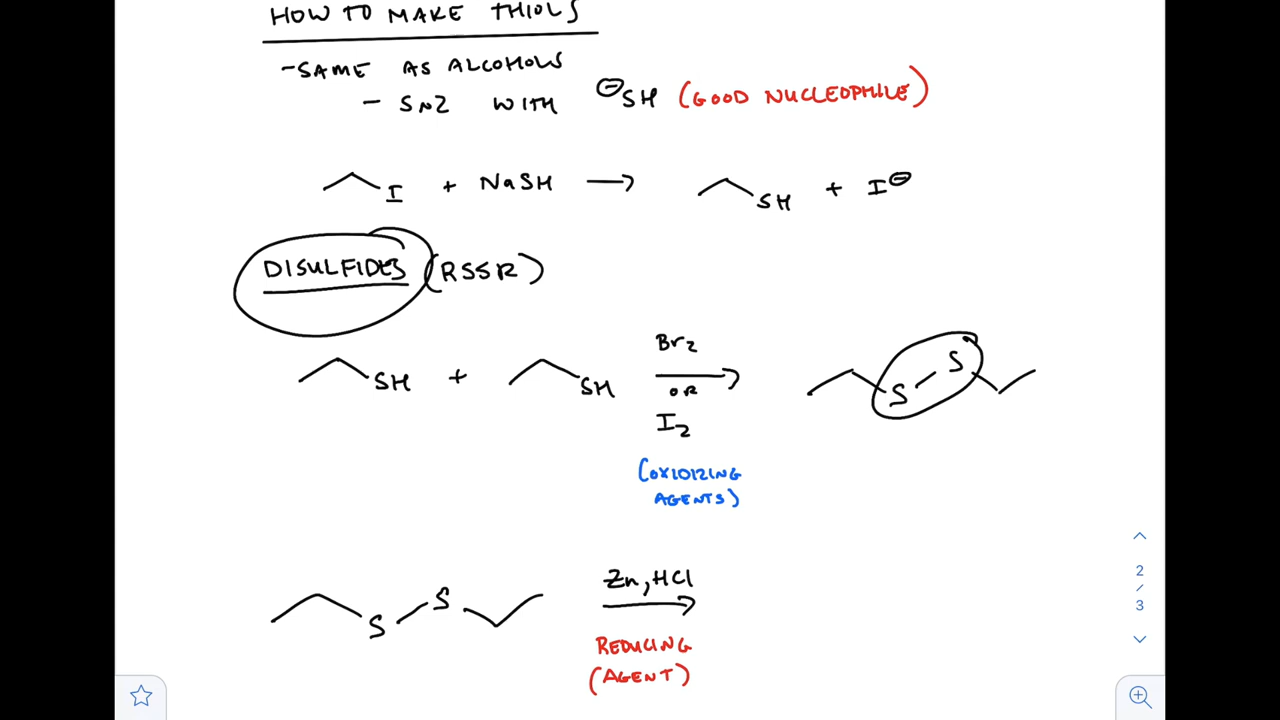 HOW TO MAKE THIOLS
-SAME AS ALCOHOLS
- SN2 WITH ⊖SH (GOOD NUCLEOPHILE)
I + NaSH → SH + I⊖
DISULFIDES (RSSR)
Br2
SH + SH → S S
OR
I2
(OXIDIZING
AGENTS)
Zn, HCl
S S →
REDUCING
(AGENT)
2
/
3